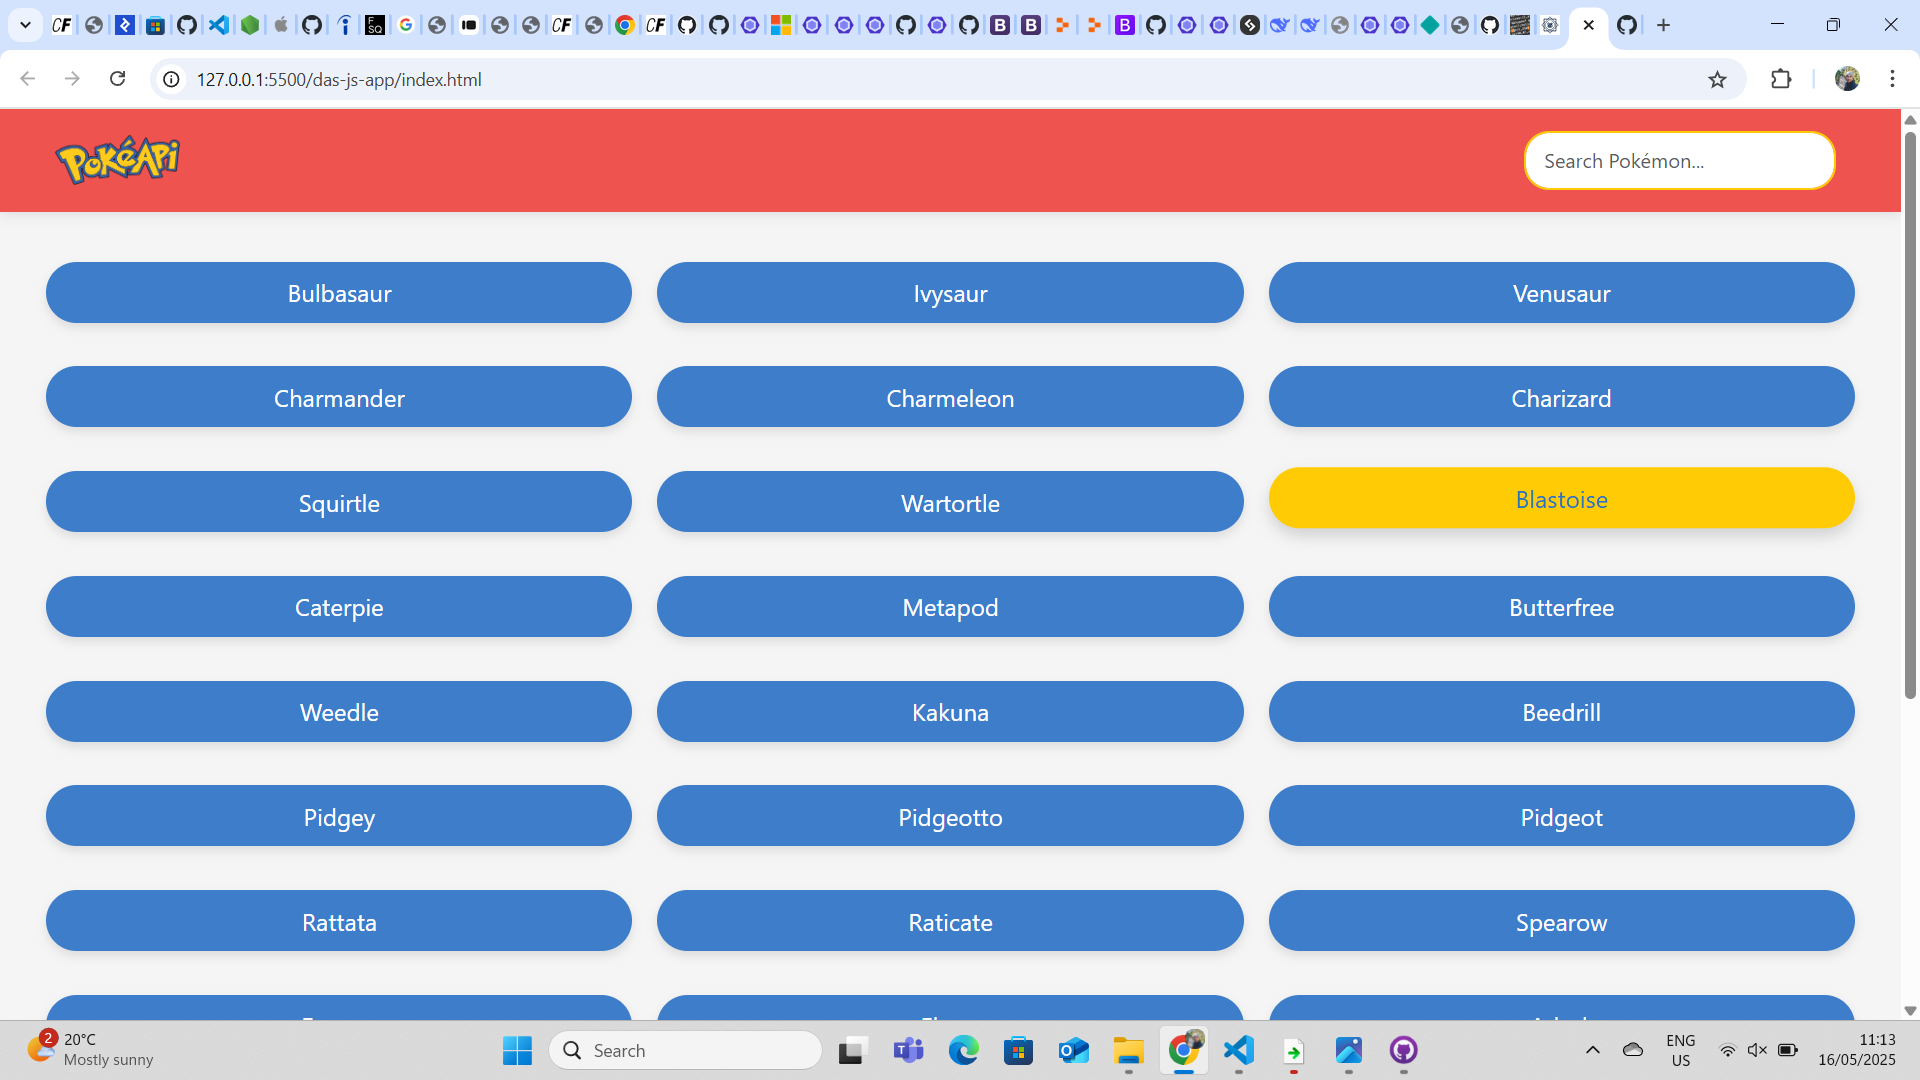 127.0.0.1:5500/das-js-app/index.html
PokéAPi
Search Pokémon...
Bulbasaur
Ivysaur
Venusaur
Charmander
Charmeleon
Charizard
Squirtle
Wartortle
Blastoise
Caterpie
Metapod
Butterfree
Weedle
Kakuna
Beedrill
Pidgey
Pidgeotto
Pidgeot
Rattata
Raticate
Spearow
2
20°C
Mostly sunny
Search
ENG
US
11:13
16/05/2025